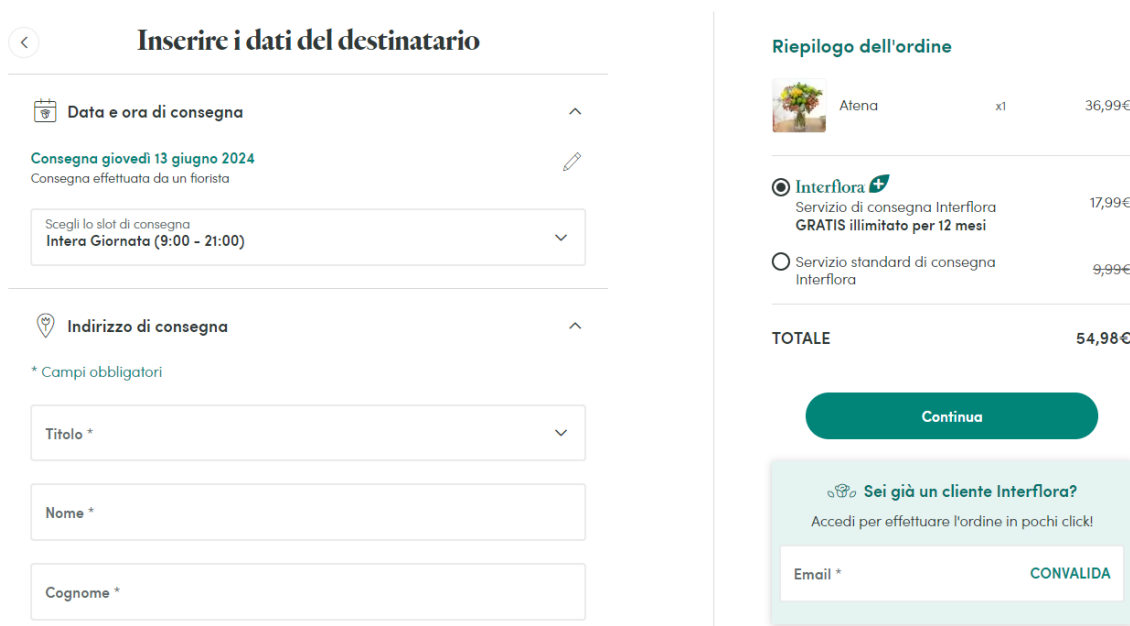 Inserire i dati del destinatario
Data e ora di consegna
Consegna giovedì 13 giugno 2024
Consegna effettuata da un fiorista
Scegli lo slot di consegna
Intera Giornata (9:00 - 21:00)
Indirizzo di consegna
* Campi obbligatori
Titolo *
Nome *
Cognome *
Riepilogo dell'ordine
Atena x1 36,99€
Interflora+
Servizio di consegna Interflora 17,99€
GRATIS illimitato per 12 mesi
Servizio standard di consegna 9,99€
Interflora
TOTALE 54,98€
Continua
Sei già un cliente Interflora?
Accedi per effettuare l'ordine in pochi click!
Email * CONVALIDA